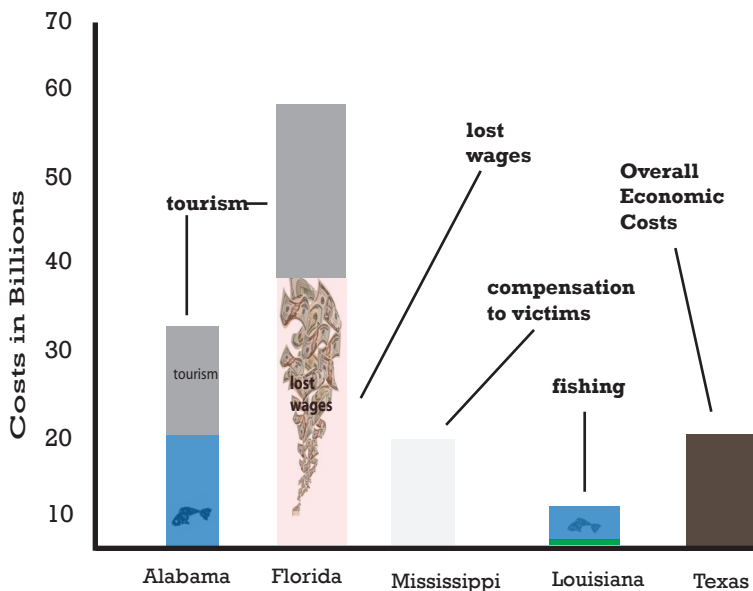 70
60
50
40
30
20
10
Costs in Billions
tourism
tourism
lost
wages
lost
wages
compensation
to victims
fishing
Overall
Economic
Costs
Alabama
Florida
Mississippi
Louisiana
Texas